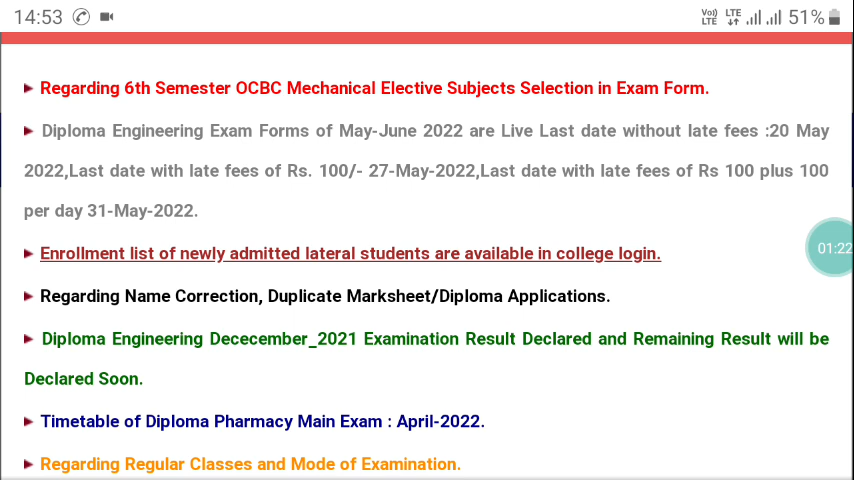 14:53 Vo)) LTE LTE 51%
Regarding 6th Semester OCBC Mechanical Elective Subjects Selection in Exam Form.
Diploma Engineering Exam Forms of May-June 2022 are Live Last date without late fees :20 May
2022,Last date with late fees of Rs. 100/- 27-May-2022,Last date with late fees of Rs 100 plus 100
per day 31-May-2022.
01:22
Enrollment list of newly admitted lateral students are available in college login.
Regarding Name Correction, Duplicate Marksheet/Diploma Applications.
Diploma Engineering Dececember_2021 Examination Result Declared and Remaining Result will be
Declared Soon.
Timetable of Diploma Pharmacy Main Exam : April-2022.
Regarding Regular Classes and Mode of Examination.